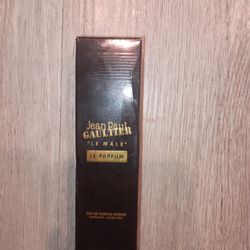 Jean Paul
GAULTIER
"LE MALE"
LE PARFUM
EAU DE PARFUM INTENSE